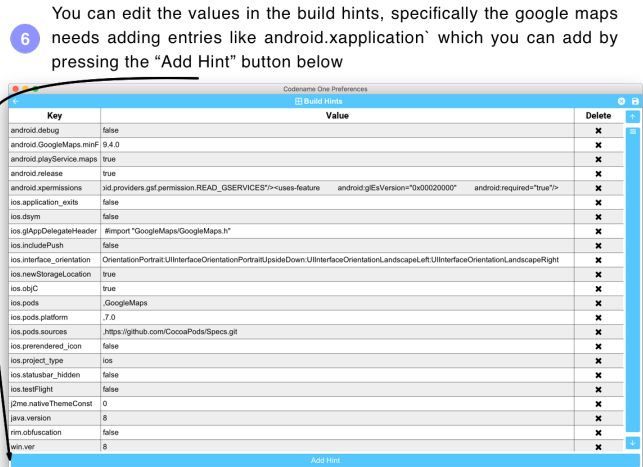 You can edit the values in the build hints, specifically the google maps
6 needs adding entries like android.xapplication` which you can add by
pressing the “Add Hint” button below
Codename One Preferences
Build Hints
Key Value Delete
android.debug false
android.GoogleMaps.minF 9.4.0
android.playService.maps true
android.release true
android.xpermissions id.providers.gsf.permission.READ_GSERVICES"/><uses-feature android:glEsVersion="0x00020000" android:required="true"/>
ios.application_exits false
ios.dsym false
ios.glAppDelegateHeader #import "GoogleMaps/GoogleMaps.h"
ios.includePush false
ios.interface_orientation OrientationPortrait:UIInterfaceOrientationPortraitUpsideDown:UIInterfaceOrientationLandscapeLeft:UIInterfaceOrientationLandscapeRight
ios.newStorageLocation true
ios.objC true
ios.pods ,GoogleMaps
ios.pods.platform ,7.0
ios.pods.sources ,https://github.com/CocoaPods/Specs.git
ios.prerendered_icon false
ios.project_type ios
ios.statusbar_hidden false
ios.testFlight false
j2me.nativeThemeConst 0
java.version 8
rim.obfuscation false
win.ver 8
Add Hint